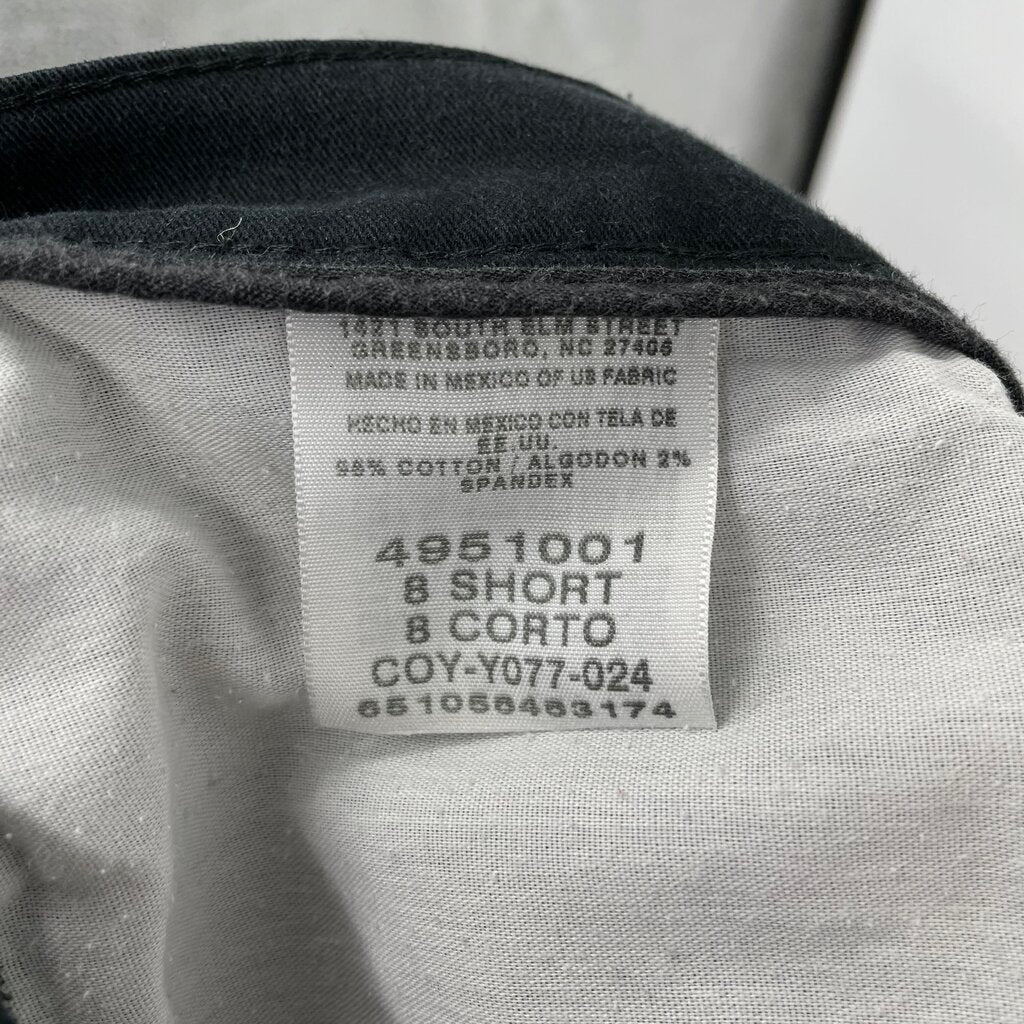 1421 SOUTH ELM STREET
GREENSBORO, NC 27406
MADE IN MEXICO OF US FABRIC
HECHO EN MEXICO CON TELA DE
EE.UU.
98% COTTON / ALGODON 2%
SPANDEX
4951001
8 SHORT
8 CORTO
COY-Y077-024
651056463174